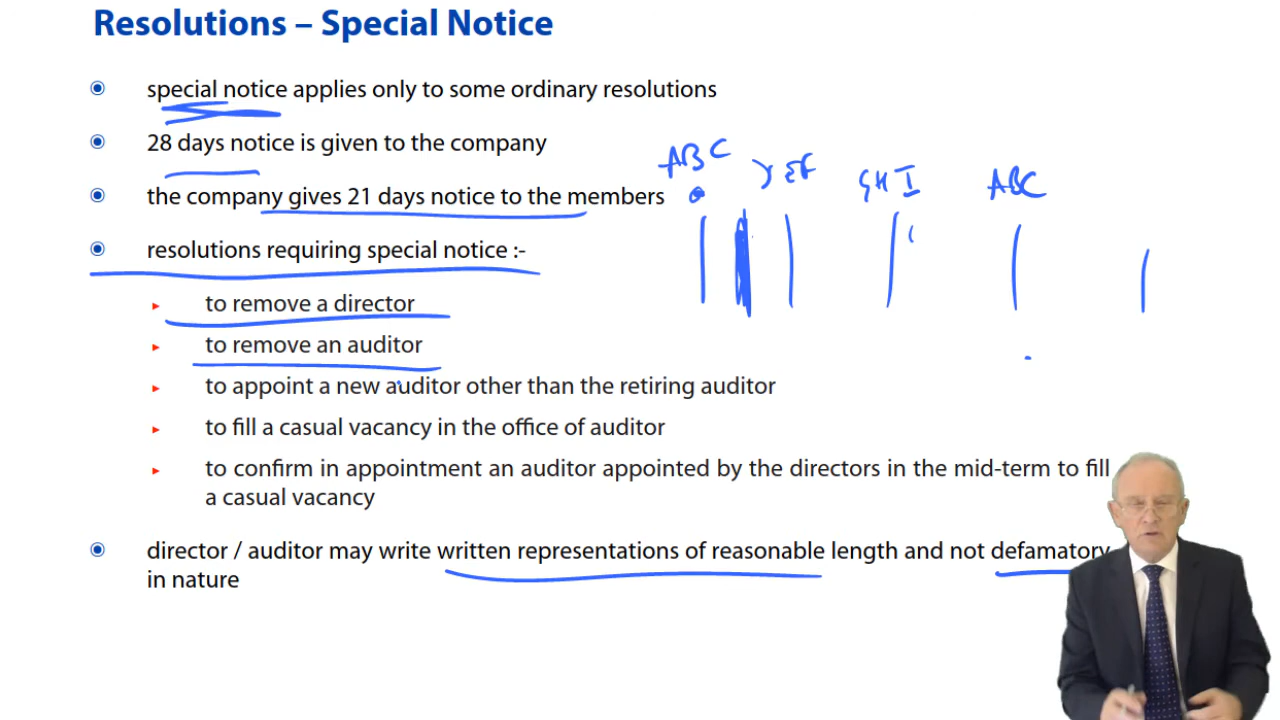 Resolutions – Special Notice
special notice applies only to some ordinary resolutions
28 days notice is given to the company
ABC DEF GHI ABC
the company gives 21 days notice to the members
resolutions requiring special notice :-
to remove a director
to remove an auditor
to appoint a new auditor other than the retiring auditor
to fill a casual vacancy in the office of auditor
to confirm in appointment an auditor appointed by the directors in the mid-term to fill
a casual vacancy
director / auditor may write written representations of reasonable length and not defamatory
in nature